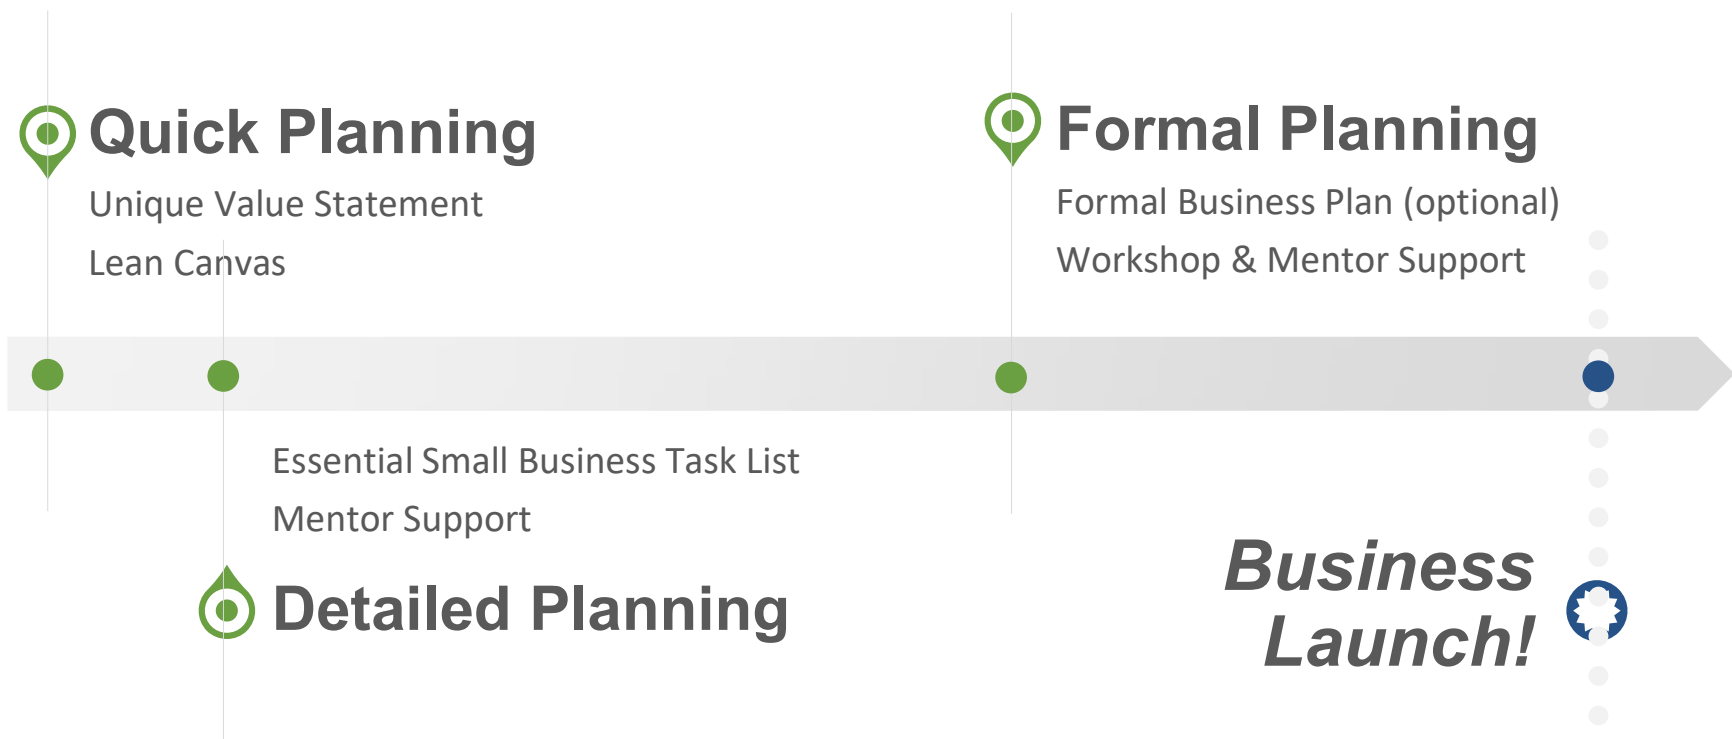 Quick Planning
Unique Value Statement
Lean Canvas
Essential Small Business Task List
Mentor Support
Detailed Planning
Formal Planning
Formal Business Plan (optional)
Workshop & Mentor Support
Business
Launch!